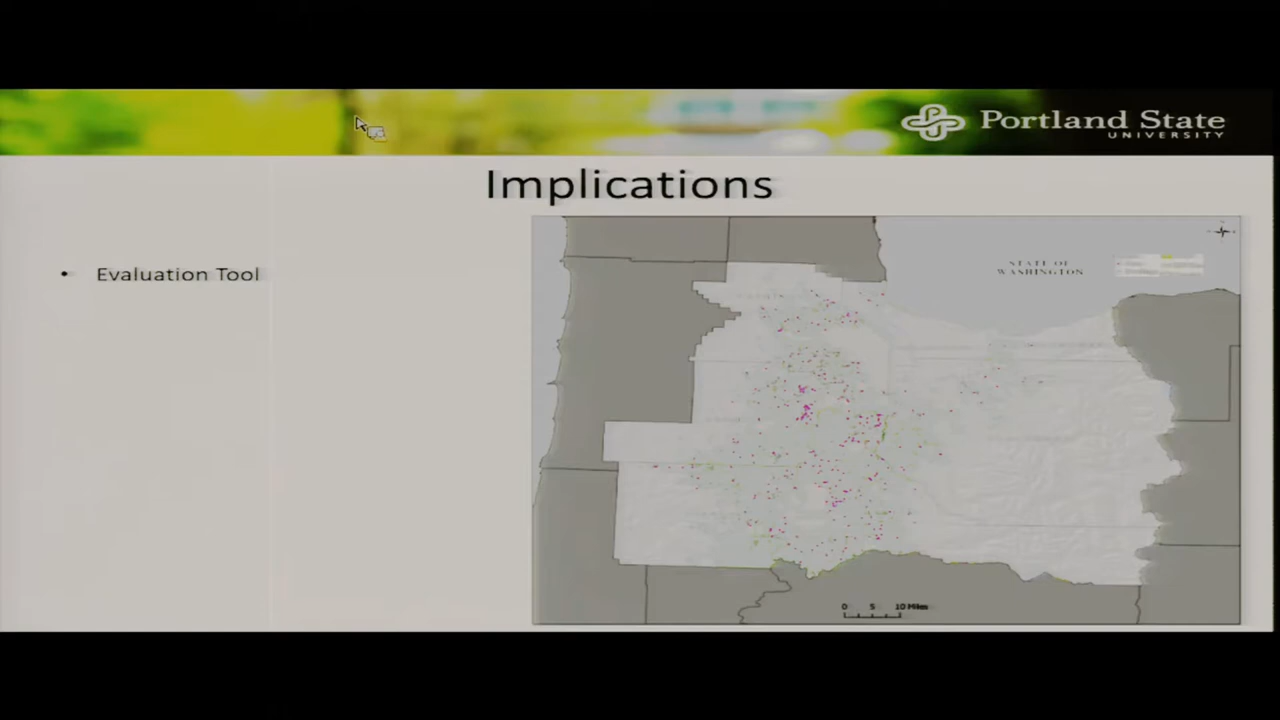 Portland State
UNIVERSITY
Implications
• Evaluation Tool
STATE OF
WASHINGTON
0 5 10 Miles